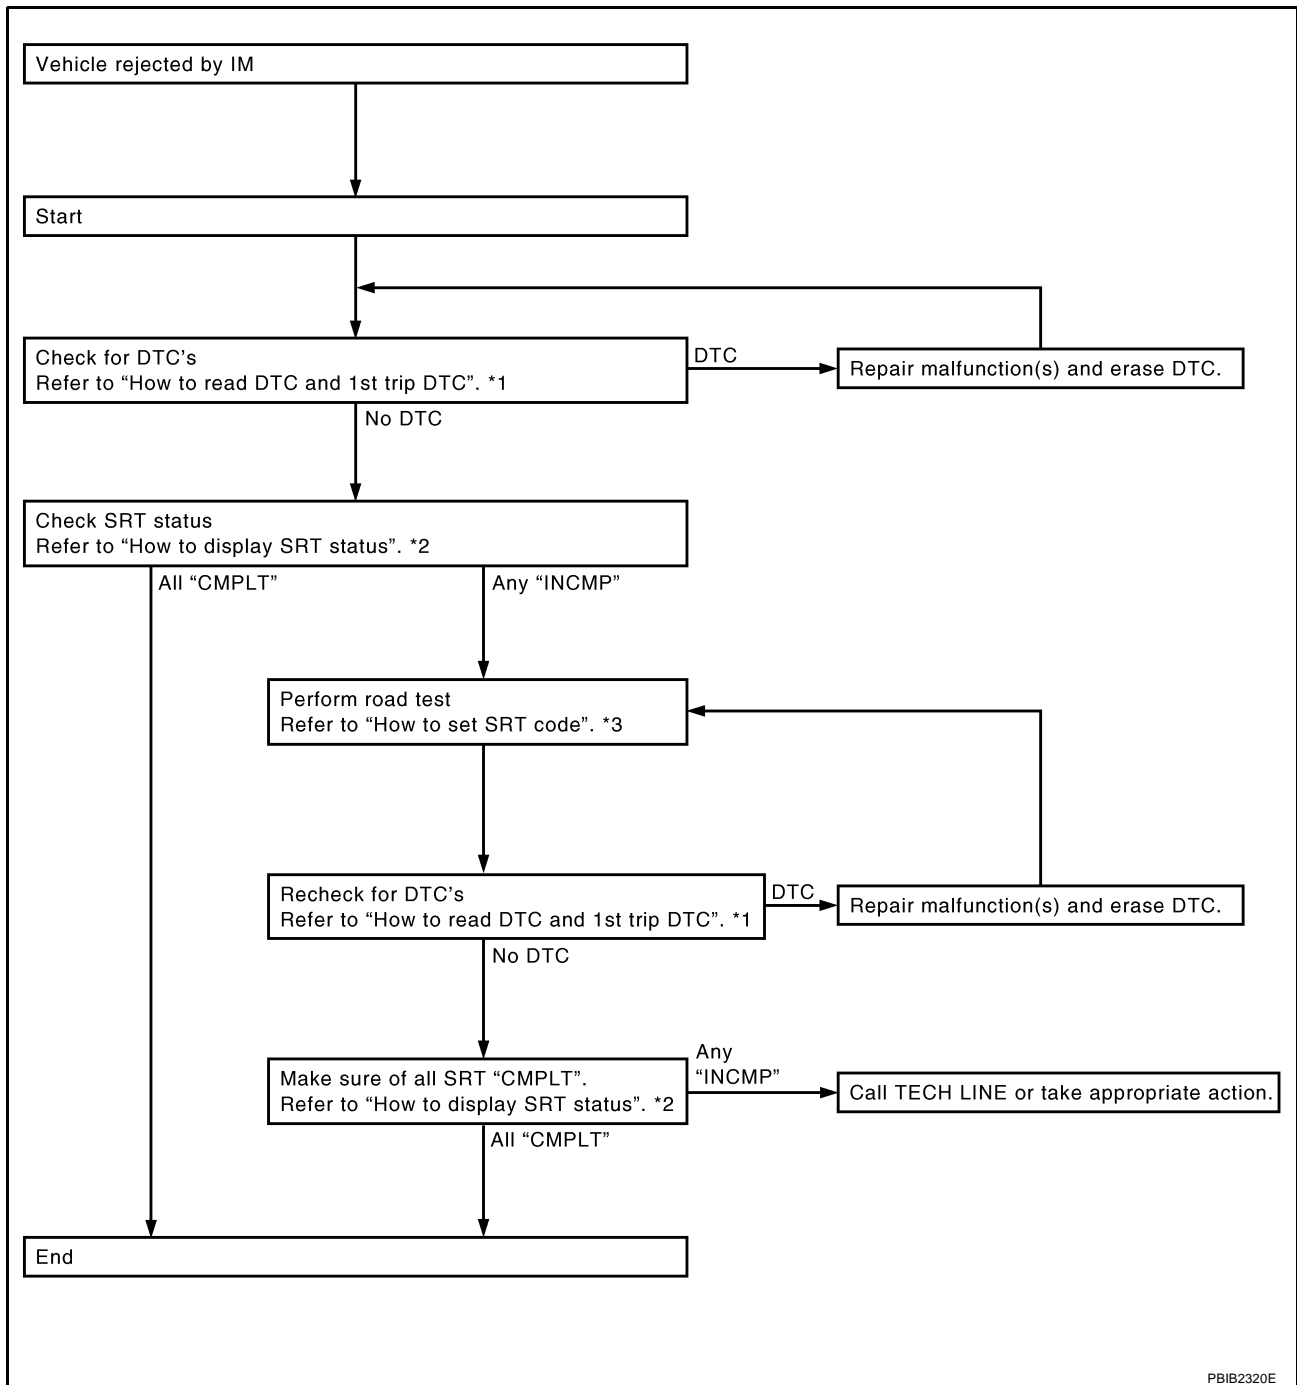 Vehicle rejected by IM
Start
Check for DTC's
Refer to “How to read DTC and 1st trip DTC”. *1
DTC
Repair malfunction(s) and erase DTC.
No DTC
Check SRT status
Refer to “How to display SRT status”. *2
All “CMPLT”
Any “INCMP”
Perform road test
Refer to “How to set SRT code”. *3
Recheck for DTC's
Refer to “How to read DTC and 1st trip DTC”. *1
DTC
Repair malfunction(s) and erase DTC.
No DTC
Make sure of all SRT “CMPLT”.
Refer to “How to display SRT status”. *2
Any
“INCMP”
Call TECH LINE or take appropriate action.
All “CMPLT”
End
PBIB2320E